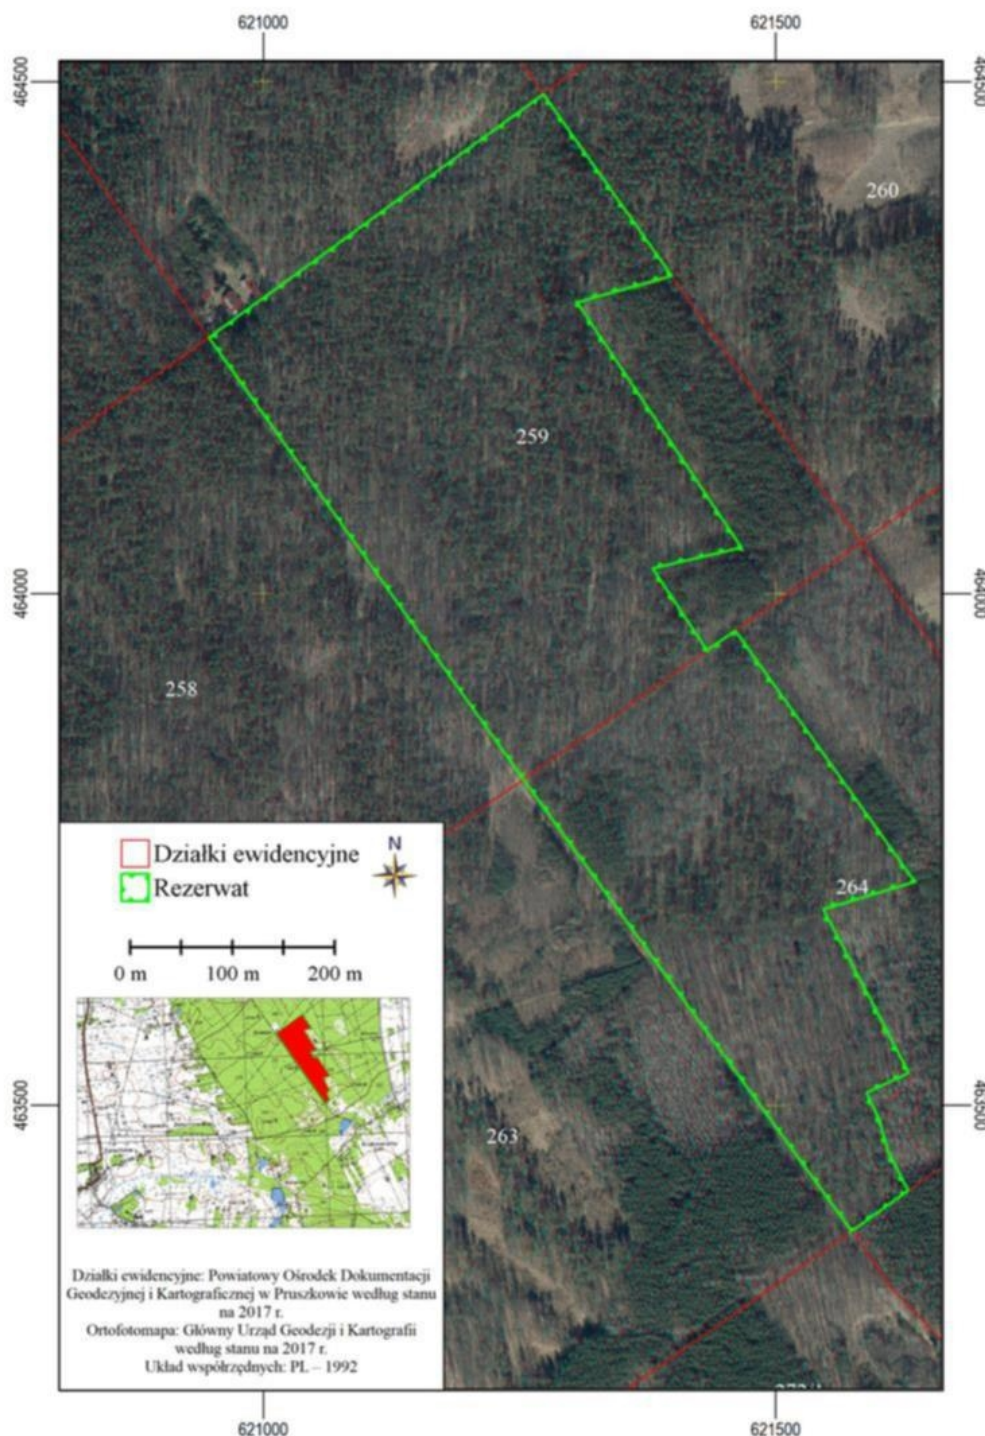 621000
621500
464500
464500
260
259
464000
464000
258
Działki ewidencyjne
N
Rezerwat
264
0 m
100 m
200 m
463500
463500
263
Działki ewidencyjne: Powiatowy Ośrodek Dokumentacji
Geodezyjnej i Kartograficznej w Pruszkowie według stanu
na 2017 r.
Ortofotomapa: Główny Urząd Geodezji i Kartografii
według stanu na 2017 r.
Układ współrzędnych: PL – 1992
621000
621500